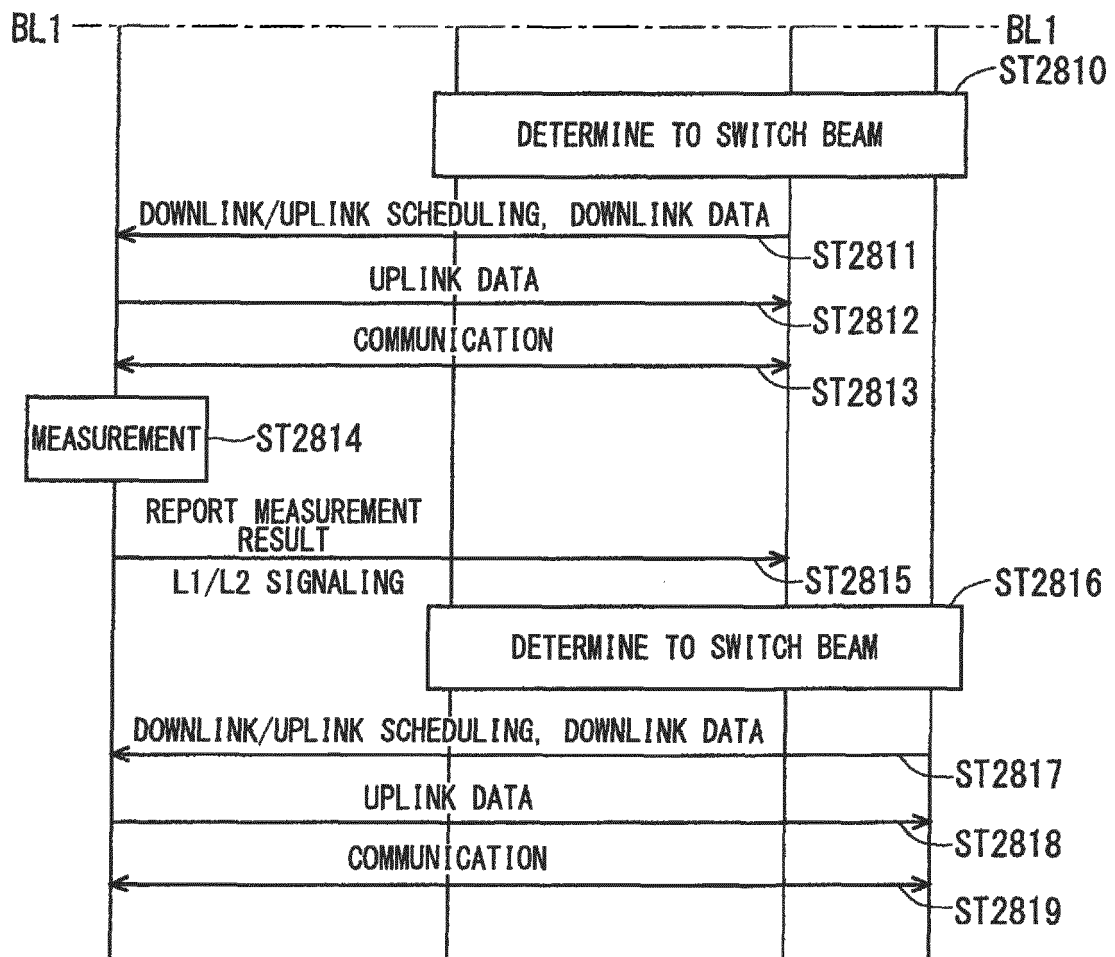 BL1 BL1
ST2810
DETERMINE TO SWITCH BEAM
DOWNLINK/UPLINK SCHEDULING, DOWNLINK DATA
ST2811
UPLINK DATA
ST2812
COMMUNICATION
ST2813
MEASUREMENT ST2814
REPORT MEASUREMENT
RESULT
L1/L2 SIGNALING
ST2815
ST2816
DETERMINE TO SWITCH BEAM
DOWNLINK/UPLINK SCHEDULING, DOWNLINK DATA
ST2817
UPLINK DATA
ST2818
COMMUNICATION
ST2819